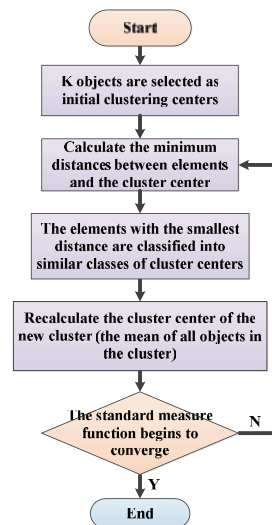 Start
K objects are selected as
initial clustering centers
Calculate the minimum
distances between elements
and the cluster center
The elements with the smallest
distance are classified into
similar classes of cluster centers
Recalculate the cluster center of the
new cluster (the mean of all objects in
the cluster)
The standard measure
function begins to
converge
N
Y
End